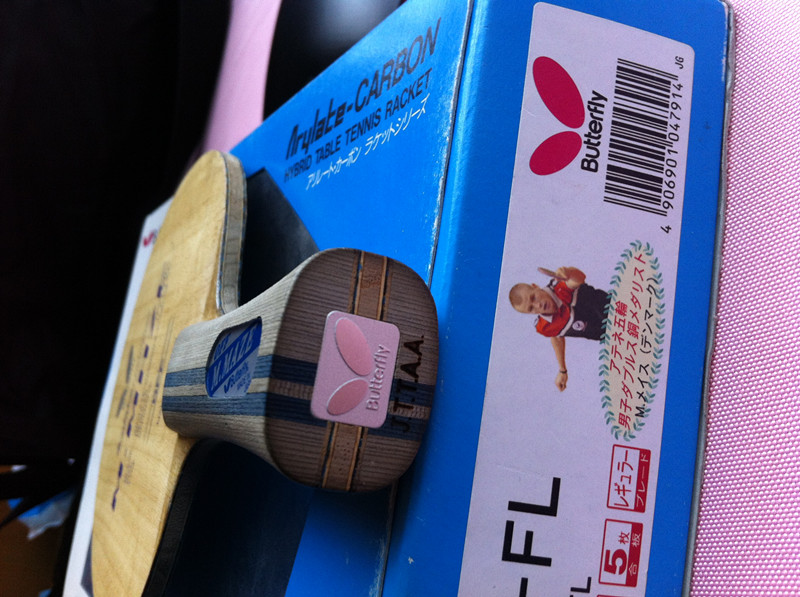 Arylate-CARBON
HYBRID TABLE TENNIS RACKET
アリレート・カーボン ラケットシリーズ
Butterfly
4 906901 047914
JG
アテネ五輪
男子ダブルス銅メダリスト
M.メイス（デンマーク）
-FL
レギュラー
ブレード
5枚
合板
Butterfly
J.T.T.A.A